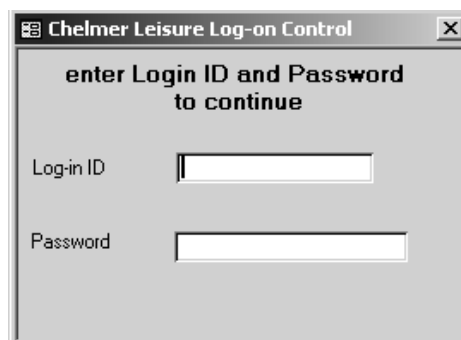 Chelmer Leisure Log-on Control
enter Login ID and Password
to continue
Log-in ID
Password